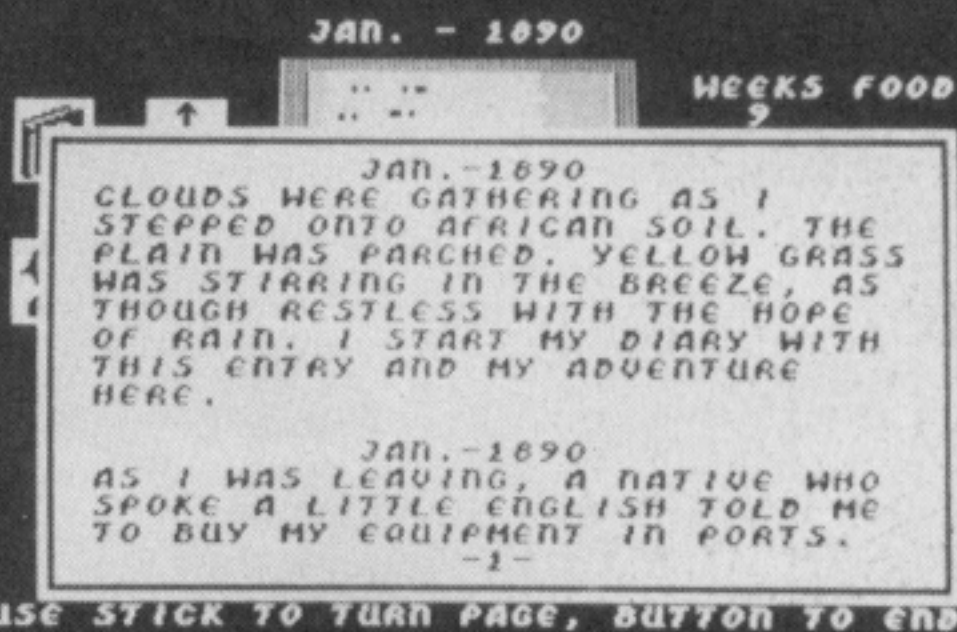 JAN. - 1890
WEEKS FOOD
9
JAN.-1890
CLOUDS WERE GATHERING AS I
STEPPED ONTO AFRICAN SOIL. THE
PLAIN WAS PARCHED. YELLOW GRASS
WAS STIRRING IN THE BREEZE, AS
THOUGH RESTLESS WITH THE HOPE
OF RAIN. I START MY DIARY WITH
THIS ENTRY AND MY ADVENTURE
HERE.
JAN.-1890
AS I WAS LEAVING, A NATIVE WHO
SPOKE A LITTLE ENGLISH TOLD ME
TO BUY MY EQUIPMENT IN PORTS.
-1-
USE STICK TO TURN PAGE, BUTTON TO END